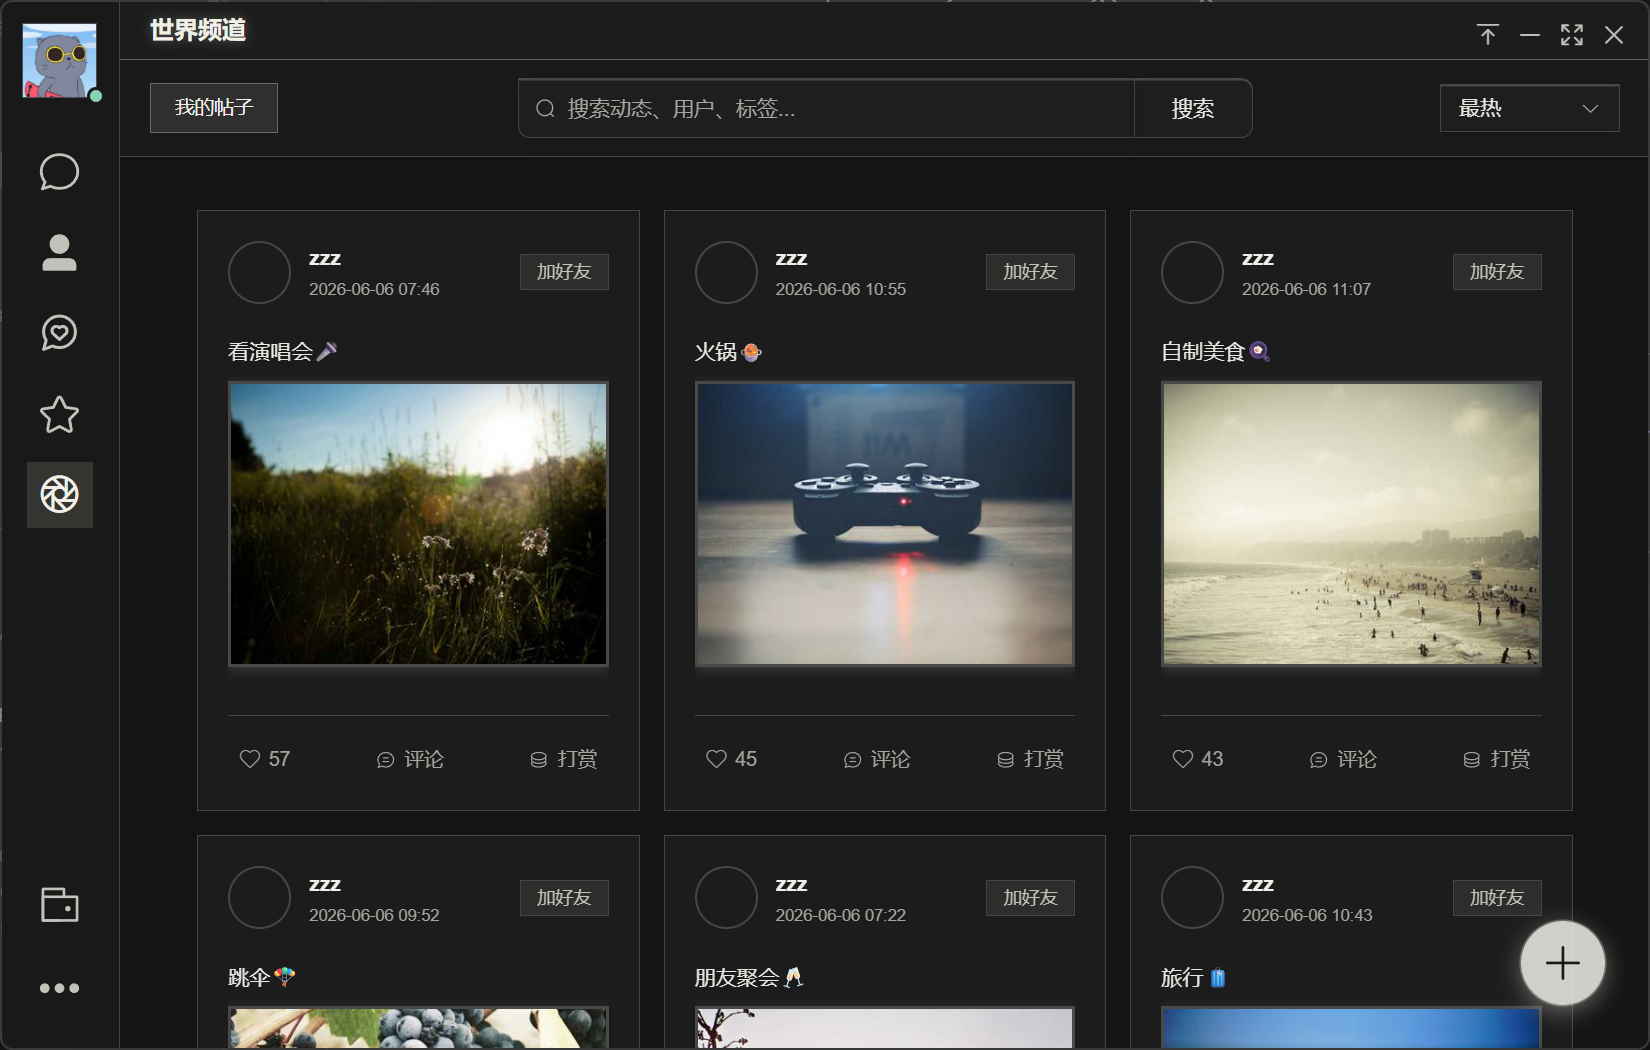 世界频道
我的帖子
搜索动态、用户、标签...
搜索
最热
zzz
2026-06-06 07:46
加好友
看演唱会🎤
57
评论
打赏
zzz
2026-06-06 10:55
加好友
火锅🍲
45
评论
打赏
zzz
2026-06-06 11:07
加好友
自制美食🍳
43
评论
打赏
zzz
2026-06-06 09:52
加好友
跳伞🪂
zzz
2026-06-06 07:22
加好友
朋友聚会🥂
zzz
2026-06-06 10:43
加好友
旅行🧳